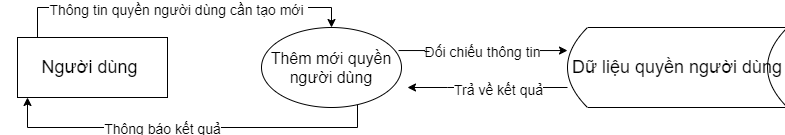 Thông tin quyền người dùng cần tạo mới
Người dùng
Thêm mới quyền
người dùng
Đối chiếu thông tin
Dữ liệu quyền người dùng
Trả về kết quả
Thông báo kết quả